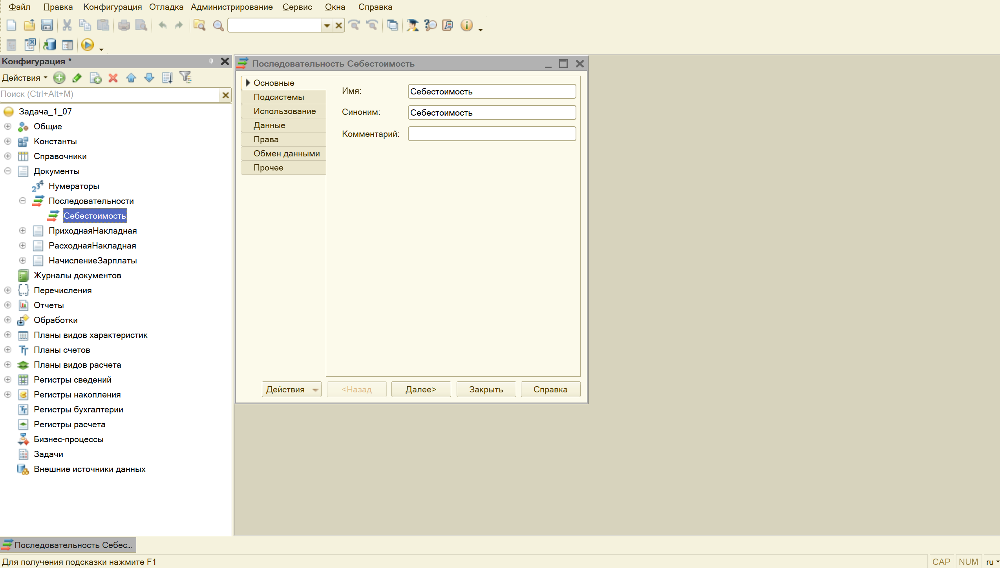 Файл Правка Конфигурация Отладка Администрирование Сервис Окна Справка
Конфигурация *
Действия
Поиск (Ctrl+Alt+M)
Задача_1_07
Общие
Константы
Справочники
Документы
Нумераторы
Последовательности
Себестоимость
ПриходнаяНакладная
РасходнаяНакладная
НачислениеЗарплаты
Журналы документов
Перечисления
Отчеты
Обработки
Планы видов характеристик
Планы счетов
Планы видов расчета
Регистры сведений
Регистры накопления
Регистры бухгалтерии
Регистры расчета
Бизнес-процессы
Задачи
Внешние источники данных
Последовательность Себестоимость
Основные
Подсистемы
Использование
Данные
Права
Обмен данными
Прочее
Имя: Себестоимость
Синоним: Себестоимость
Комментарий:
Действия <Назад Далее> Закрыть Справка
Последовательность Себес...
Для получения подсказки нажмите F1 CAP NUM ru